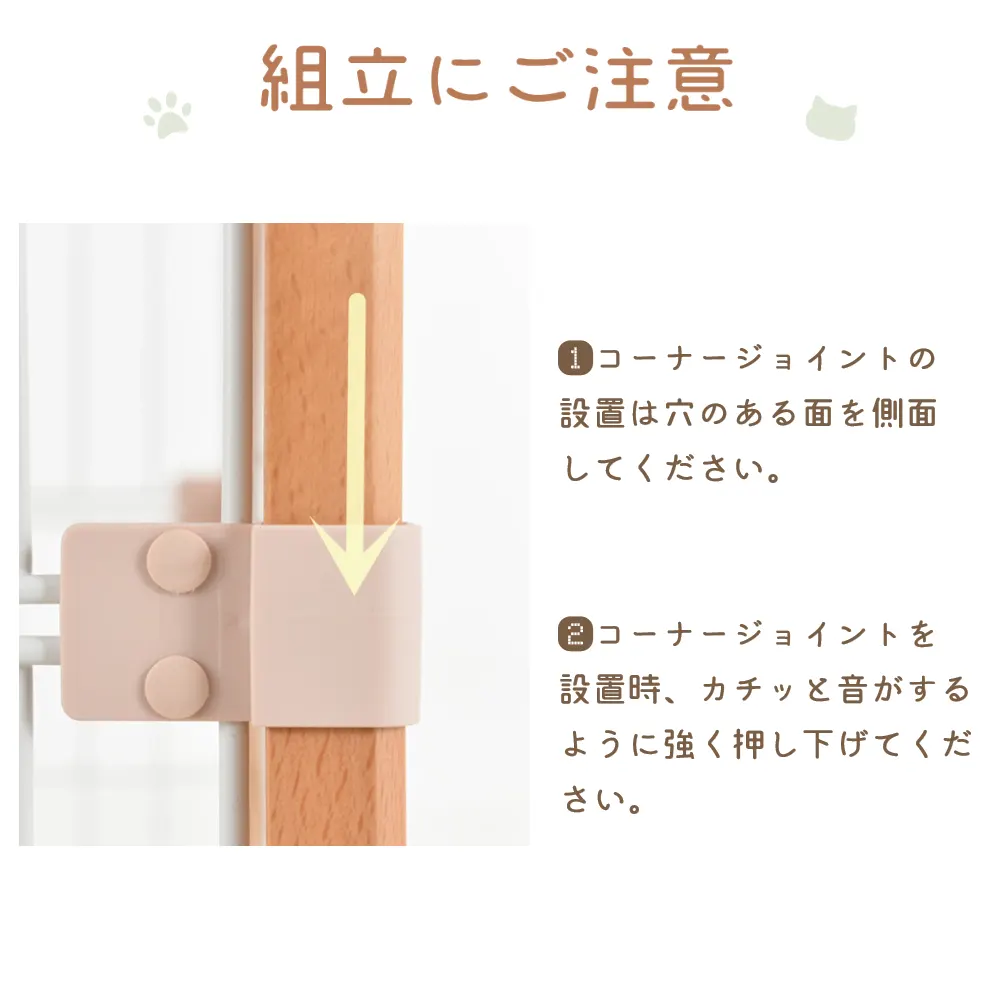 組立にご注意
1コーナージョイントの
設置は穴のある面を側面
してください。
2コーナージョイントを
設置時、カチッと音がする
ように強く押し下げてくだ
さい。